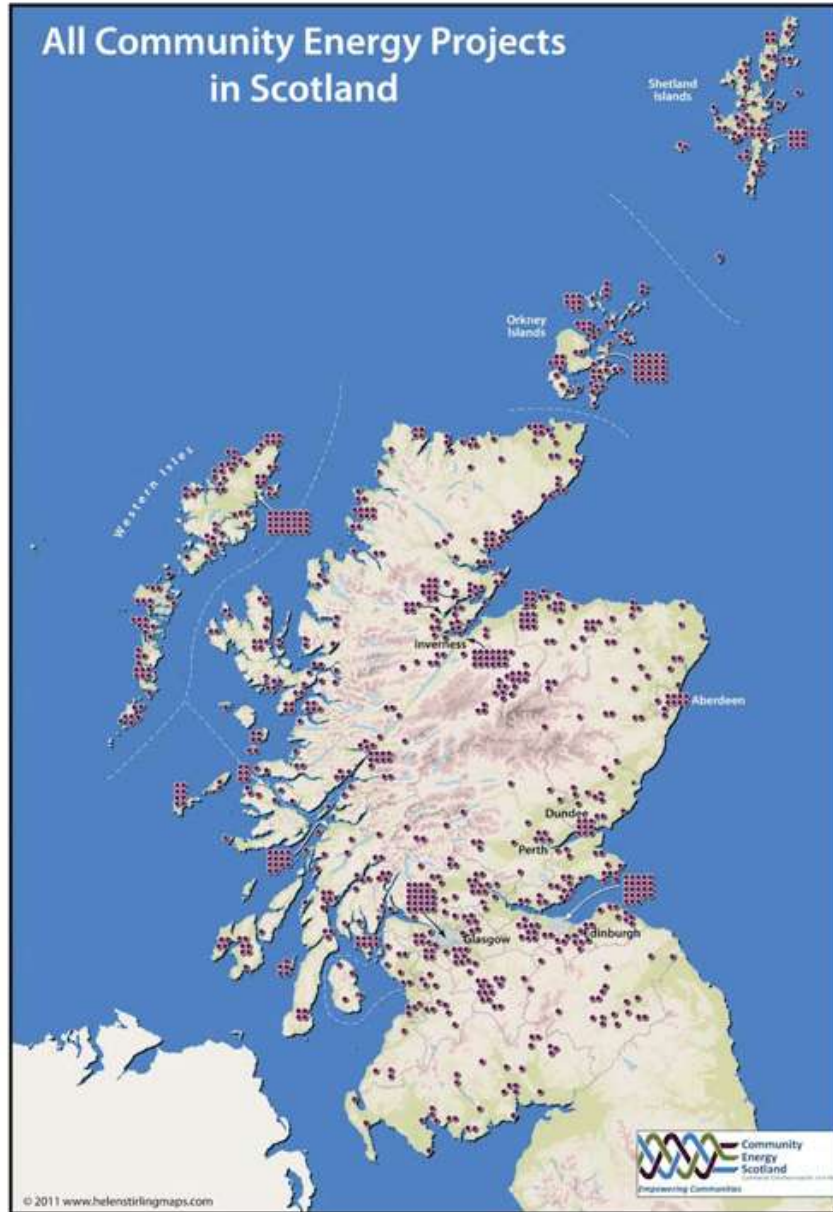 All Community Energy Projects
in Scotland
Shetland
Islands
Orkney
Islands
Western Isles
Inverness
Aberdeen
Dundee
Perth
Glasgow
Edinburgh
Community
Energy
Scotland
Empowering Communities
© 2011 www.helenstirlingmaps.com